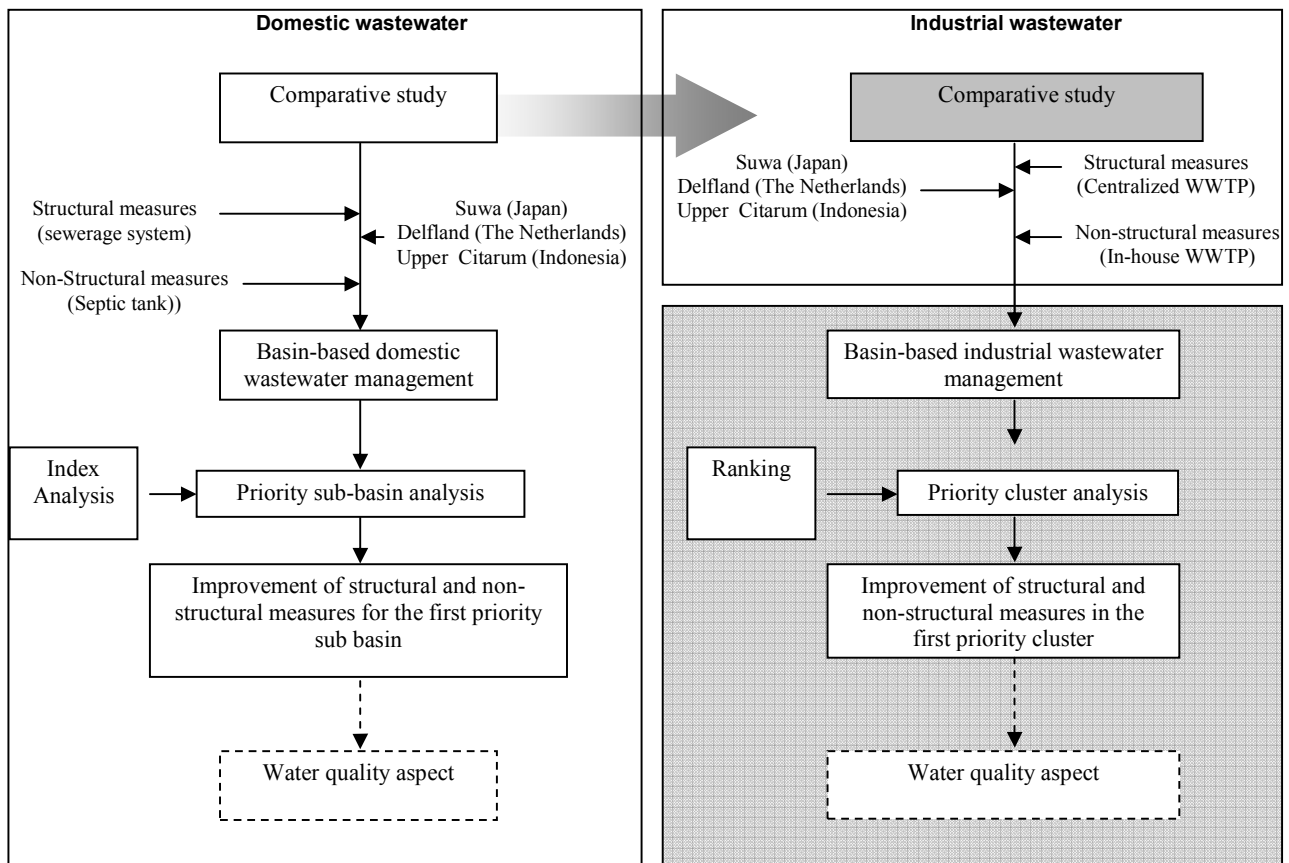 Domestic wastewater
Comparative study
Structural measures
(sewerage system)
Suwa (Japan)
Delfland (The Netherlands)
Upper Citarum (Indonesia)
Non-Structural measures
(Septic tank))
Basin-based domestic
wastewater management
Index
Analysis
Priority sub-basin analysis
Improvement of structural and non-
structural measures for the first priority
sub basin
Water quality aspect
Industrial wastewater
Comparative study
Suwa (Japan)
Delfland (The Netherlands)
Upper Citarum (Indonesia)
Structural measures
(Centralized WWTP)
Non-structural measures
(In-house WWTP)
Basin-based industrial wastewater
management
Ranking
Priority cluster analysis
Improvement of structural and
non-structural measures in the
first priority cluster
Water quality aspect